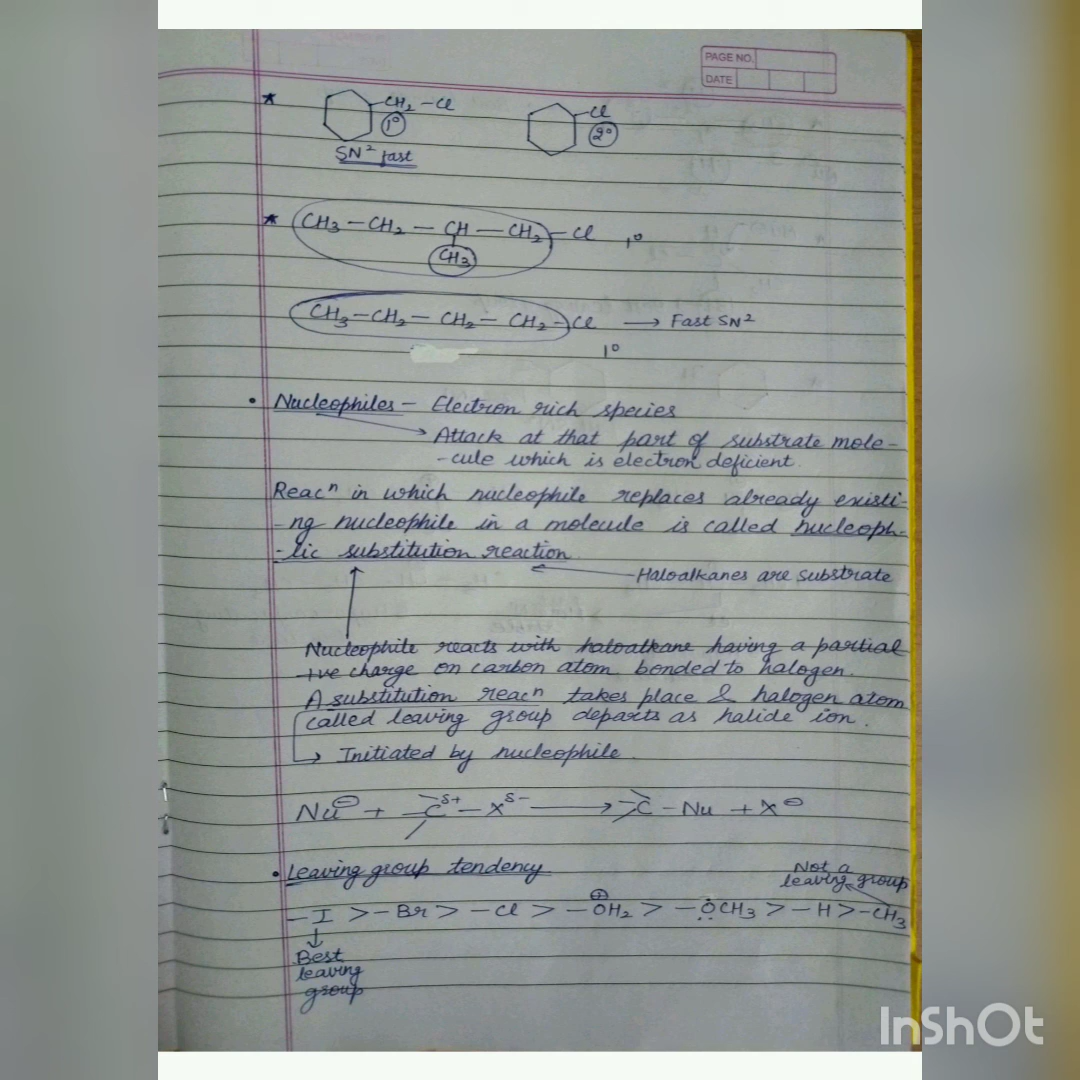 PAGE NO.
DATE
★ CH₂ - Cl Cl
1° 2°
SN² fast
★ CH₃ - CH₂ - CH - CH₂ - Cl 1°
CH₃
CH₃-CH₂-CH₂-CH₂-Cl → Fast SN²
1°
• Nucleophiles - Electron rich species
→ Attack at that part of substrate mole-
-cule which is electron deficient.
Reacⁿ in which nucleophile replaces already existi-
-ng nucleophile in a molecule is called nucleoph-
-lic substitution reaction.
Haloalkanes are substrate
Nucleophile reacts with haloalkane having a partial
+ve charge on carbon atom bonded to halogen.
A substitution reacⁿ takes place & halogen atom
called leaving group departs as halide ion.
→ Initiated by nucleophile.
Nu⊖ + C^δ+ - X^δ- → C - Nu + X⊖
• Leaving group tendency
Not a
leaving group
-I > -Br > -Cl > -⊕OH₂ > -ÖCH₃ > -H > -CH₃
↓
Best
leaving
group
InShOt